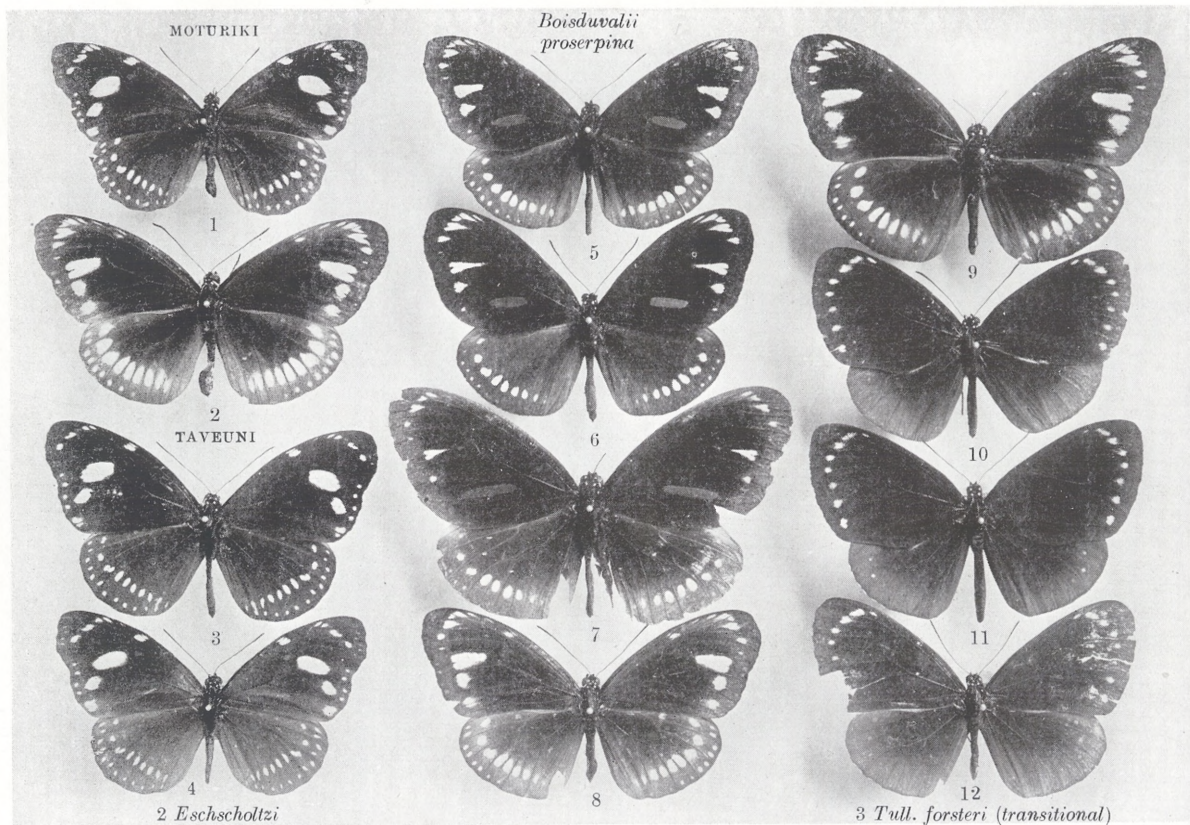 MOTURIKI
1
2
TAVEUNI
3
4
2 Eschscholtzi
Boisduvalii
proserpina
5
6
7
8
9
10
11
12
3 Tull. forsteri (transitional)